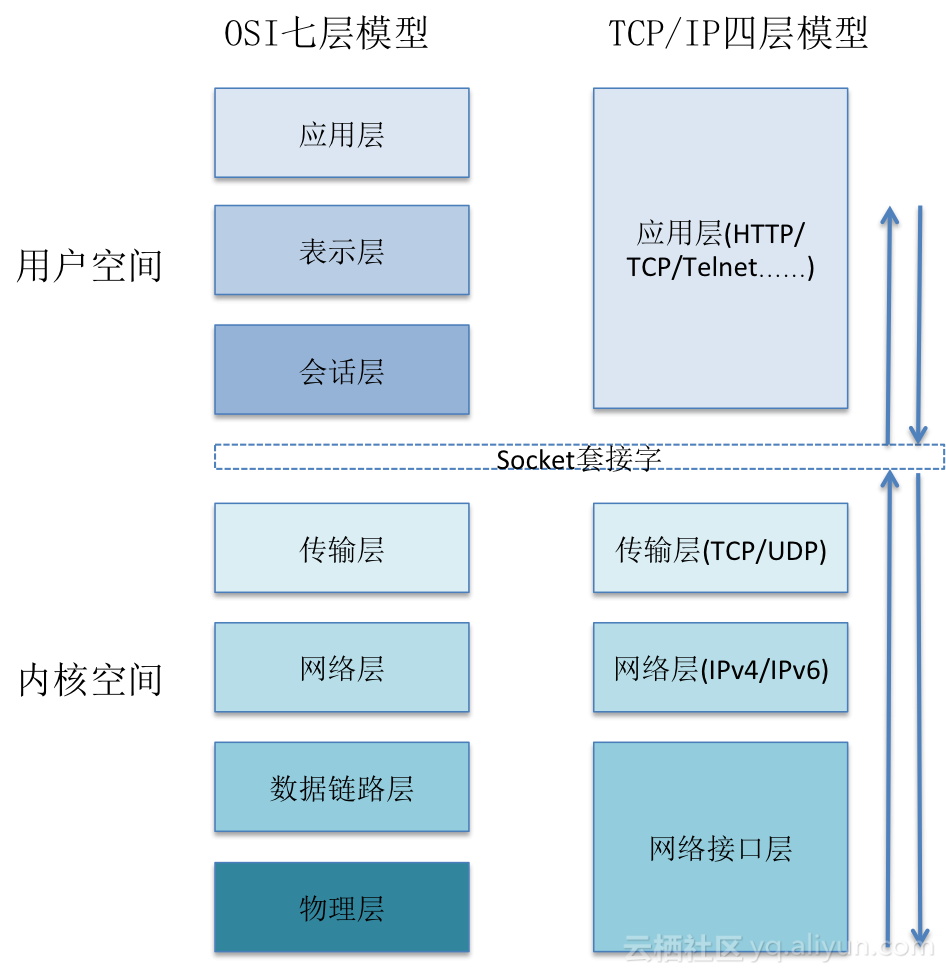 OSI七层模型
TCP/IP四层模型
用户空间
应用层
表示层
会话层
应用层(HTTP/
TCP/Telnet……)
Socket套接字
内核空间
传输层
传输层(TCP/UDP)
网络层
网络层(IPv4/IPv6)
数据链路层
物理层
网络接口层
云栖社区 yq.aliyun.com